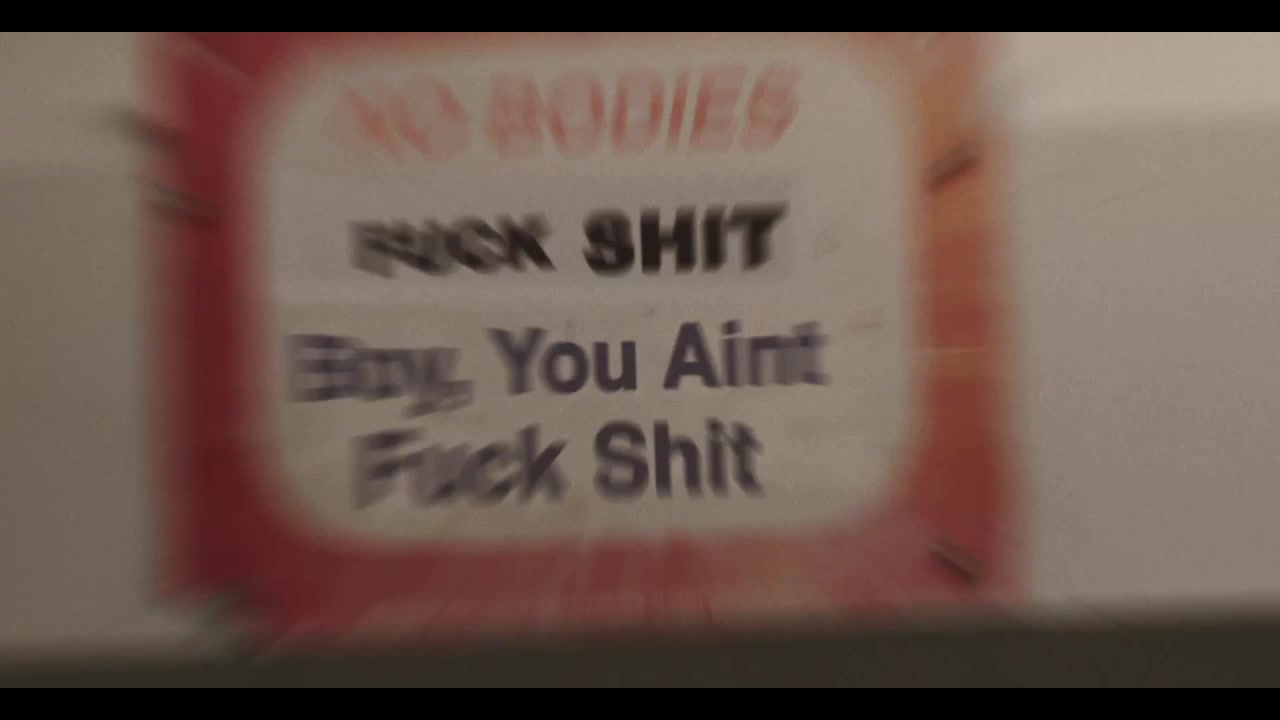 NO BODIES
FUCK SHIT
Boy, You Aint
Fuck Shit